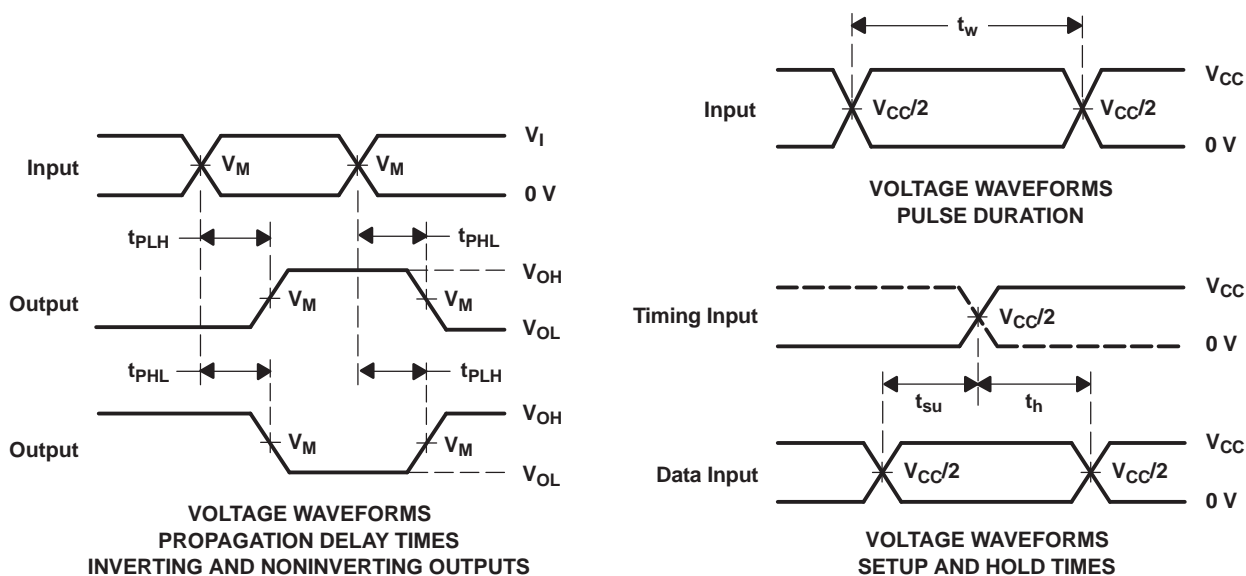 Input
V_I
V_M
V_M
0 V
t_PLH
t_PHL
Output
V_OH
V_M
V_M
V_OL
t_PHL
t_PLH
Output
V_OH
V_M
V_M
V_OL
VOLTAGE WAVEFORMS
PROPAGATION DELAY TIMES
INVERTING AND NONINVERTING OUTPUTS
t_w
Input
V_CC
V_CC/2
V_CC/2
0 V
VOLTAGE WAVEFORMS
PULSE DURATION
Timing Input
V_CC
V_CC/2
0 V
t_su
t_h
Data Input
V_CC
V_CC/2
V_CC/2
0 V
VOLTAGE WAVEFORMS
SETUP AND HOLD TIMES